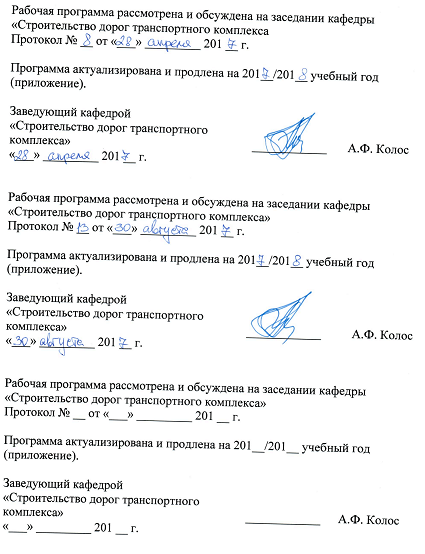 Рабочая программа рассмотрена и обсуждена на заседании кафедры
«Строительство дорог транспортного комплекса
Протокол № 8 от «28» апреля 201 7 г.
Программа актуализирована и продлена на 2017/2018 учебный год
(приложение).
Заведующий кафедрой
«Строительство дорог транспортного
комплекса»
«28» апреля 2017 г.
А.Ф. Колос
Рабочая программа рассмотрена и обсуждена на заседании кафедры
«Строительство дорог транспортного комплекса»
Протокол № 13 от «30» августа 201 7 г.
Программа актуализирована и продлена на 2017/2018 учебный год
(приложение).
Заведующий кафедрой
«Строительство дорог транспортного
комплекса»
«30» августа 2017 г.
А.Ф. Колос
Рабочая программа рассмотрена и обсуждена на заседании кафедры
«Строительство дорог транспортного комплекса»
Протокол № __ от «___» _________ 201 __ г.
Программа актуализирована и продлена на 201__/201__ учебный год
(приложение).
Заведующий кафедрой
«Строительство дорог транспортного
комплекса»
«___» _________ 201 __ г.
____________ А.Ф. Колос